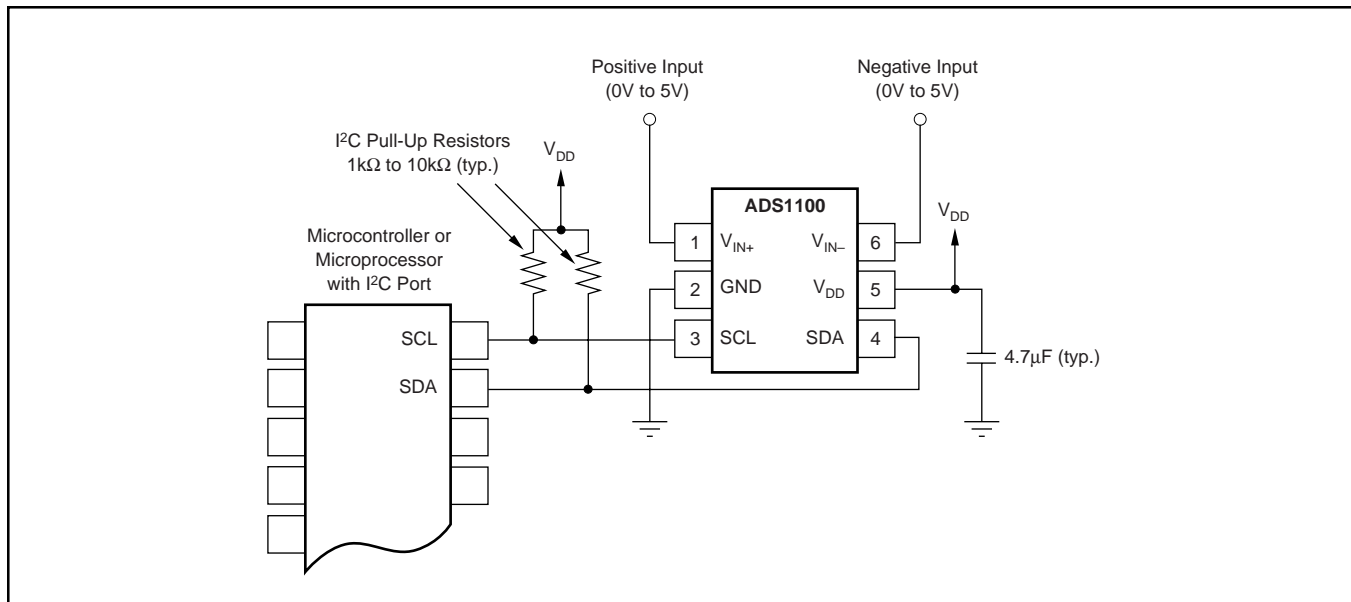 Positive Input
(0V to 5V)
Negative Input
(0V to 5V)
I²C Pull-Up Resistors
1kΩ to 10kΩ (typ.)
V_DD
Microcontroller or
Microprocessor
with I²C Port
SCL
SDA
ADS1100
1 V_IN+ V_IN– 6
2 GND V_DD 5
3 SCL SDA 4
V_DD
4.7μF (typ.)